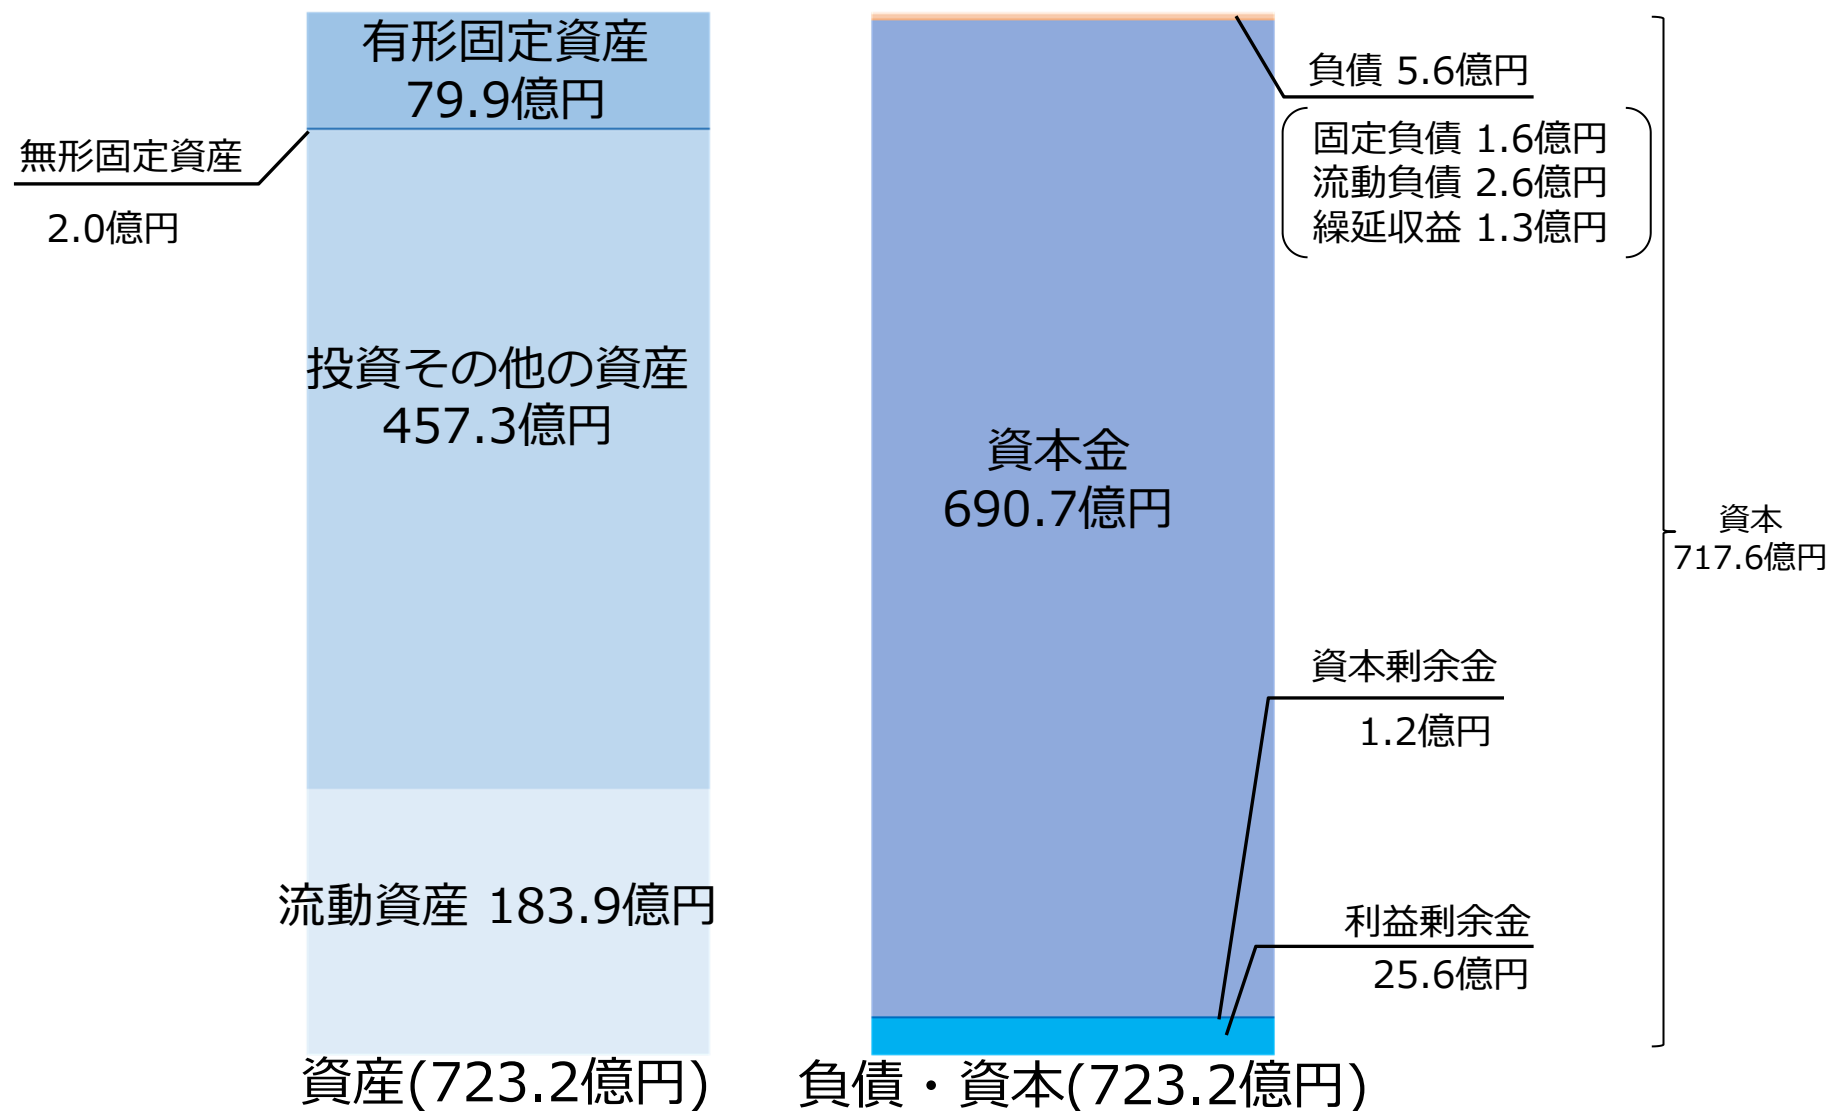 有形固定資産
79.9億円
無形固定資産
2.0億円
投資その他の資産
457.3億円
流動資産 183.9億円
資産(723.2億円)
負債 5.6億円
固定負債 1.6億円
流動負債 2.6億円
繰延収益 1.3億円
資本金
690.7億円
資本
717.6億円
資本剰余金
1.2億円
利益剰余金
25.6億円
負債・資本(723.2億円)